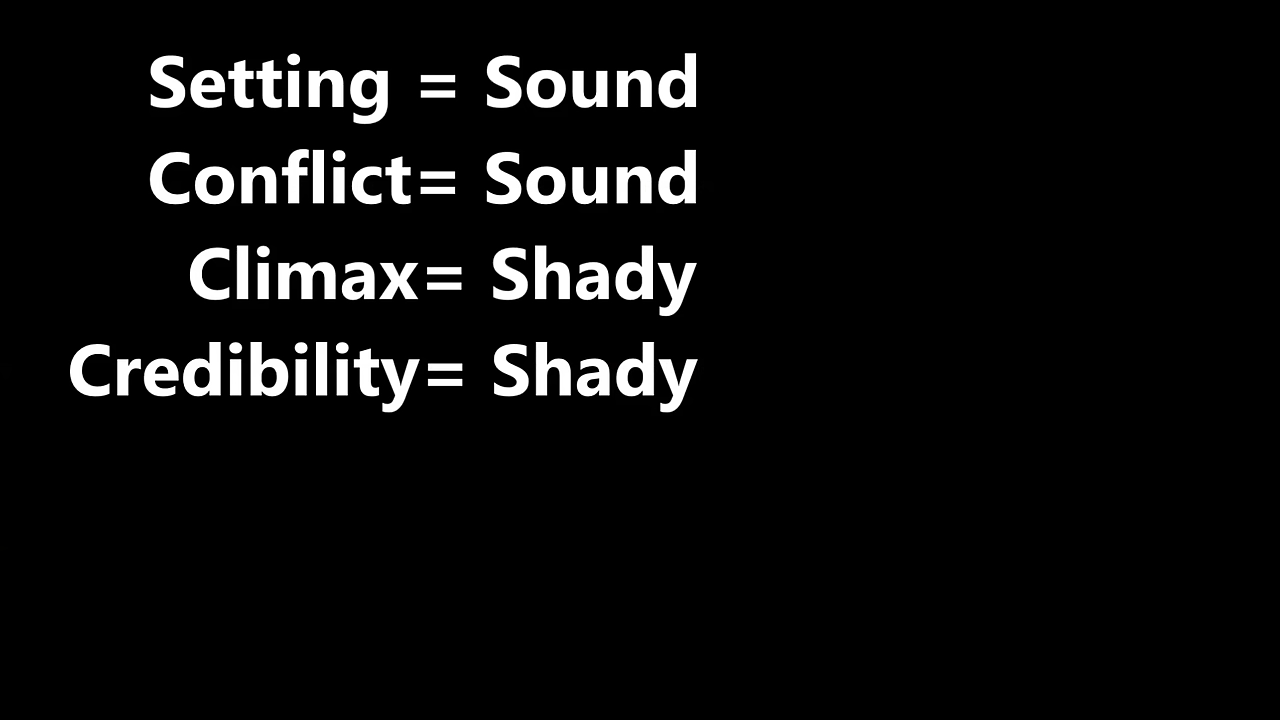 Setting = Sound
Conflict= Sound
Climax= Shady
Credibility= Shady